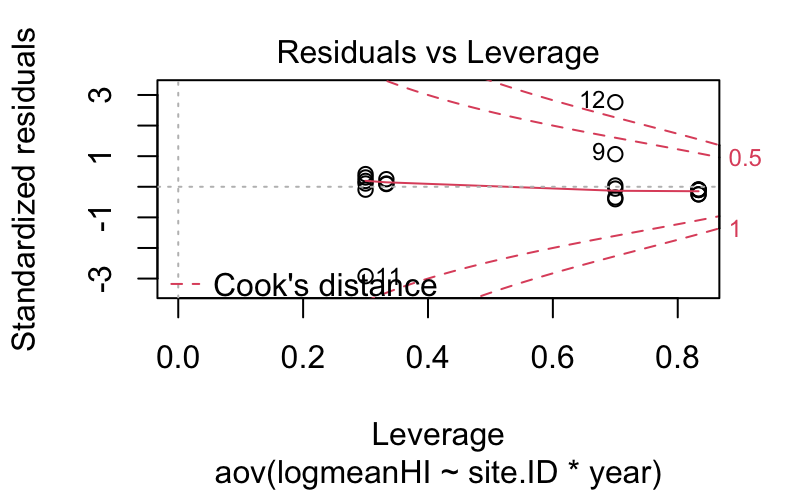 Residuals vs Leverage
Standardized residuals
3
1
-1
-3
12
9
11
0.5
1
Cook's distance
0.0 0.2 0.4 0.6 0.8
Leverage
aov(logmeanHI ~ site.ID * year)